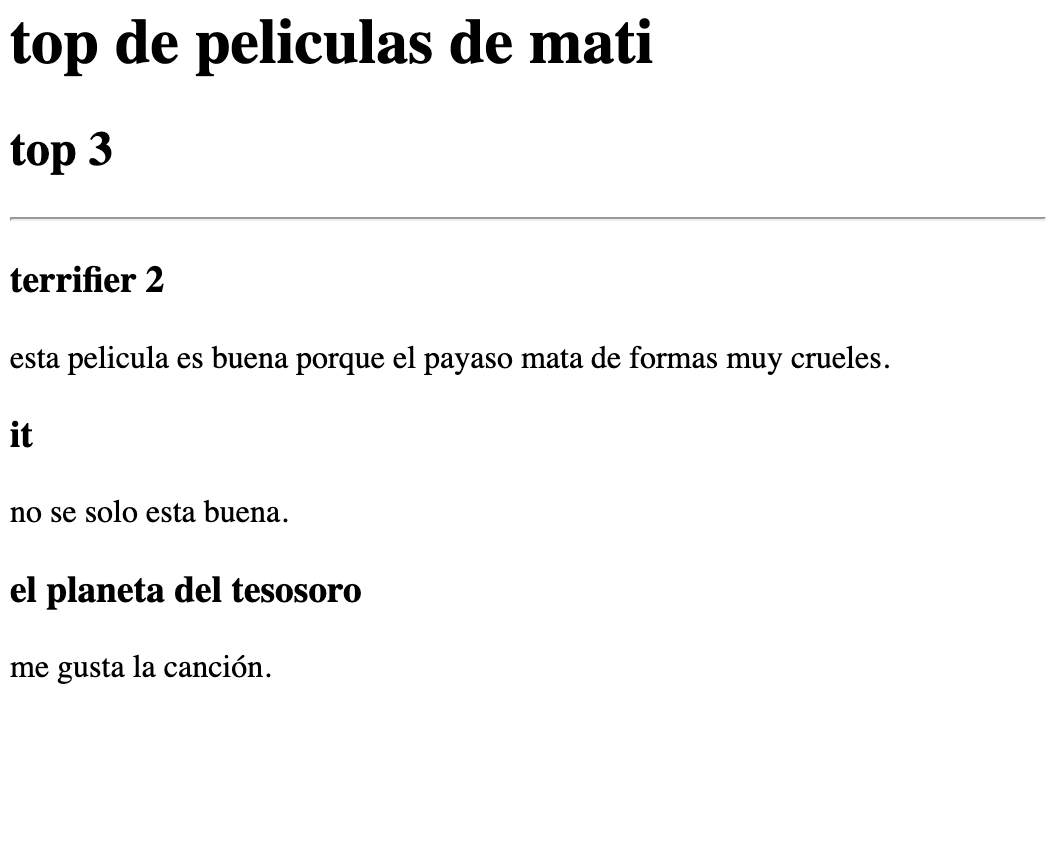 top de peliculas de mati
top 3
terrifier 2
esta pelicula es buena porque el payaso mata de formas muy crueles.
it
no se solo esta buena.
el planeta del tesosoro
me gusta la canción.